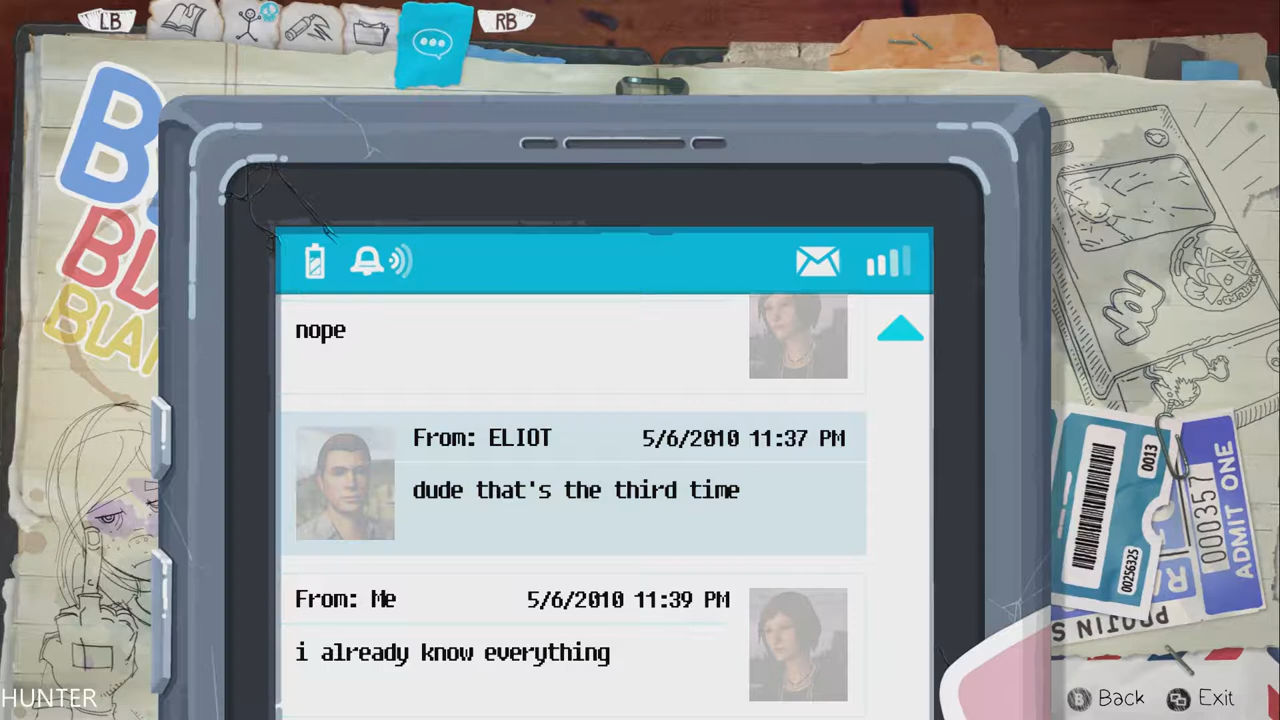 LB
RB
nope
From: ELIOT 5/6/2010 11:37 PM
dude that's the third time
From: Me 5/6/2010 11:39 PM
i already know everything
0013
00256325
000357
ADMIT ONE
HUNTER
Back
Exit